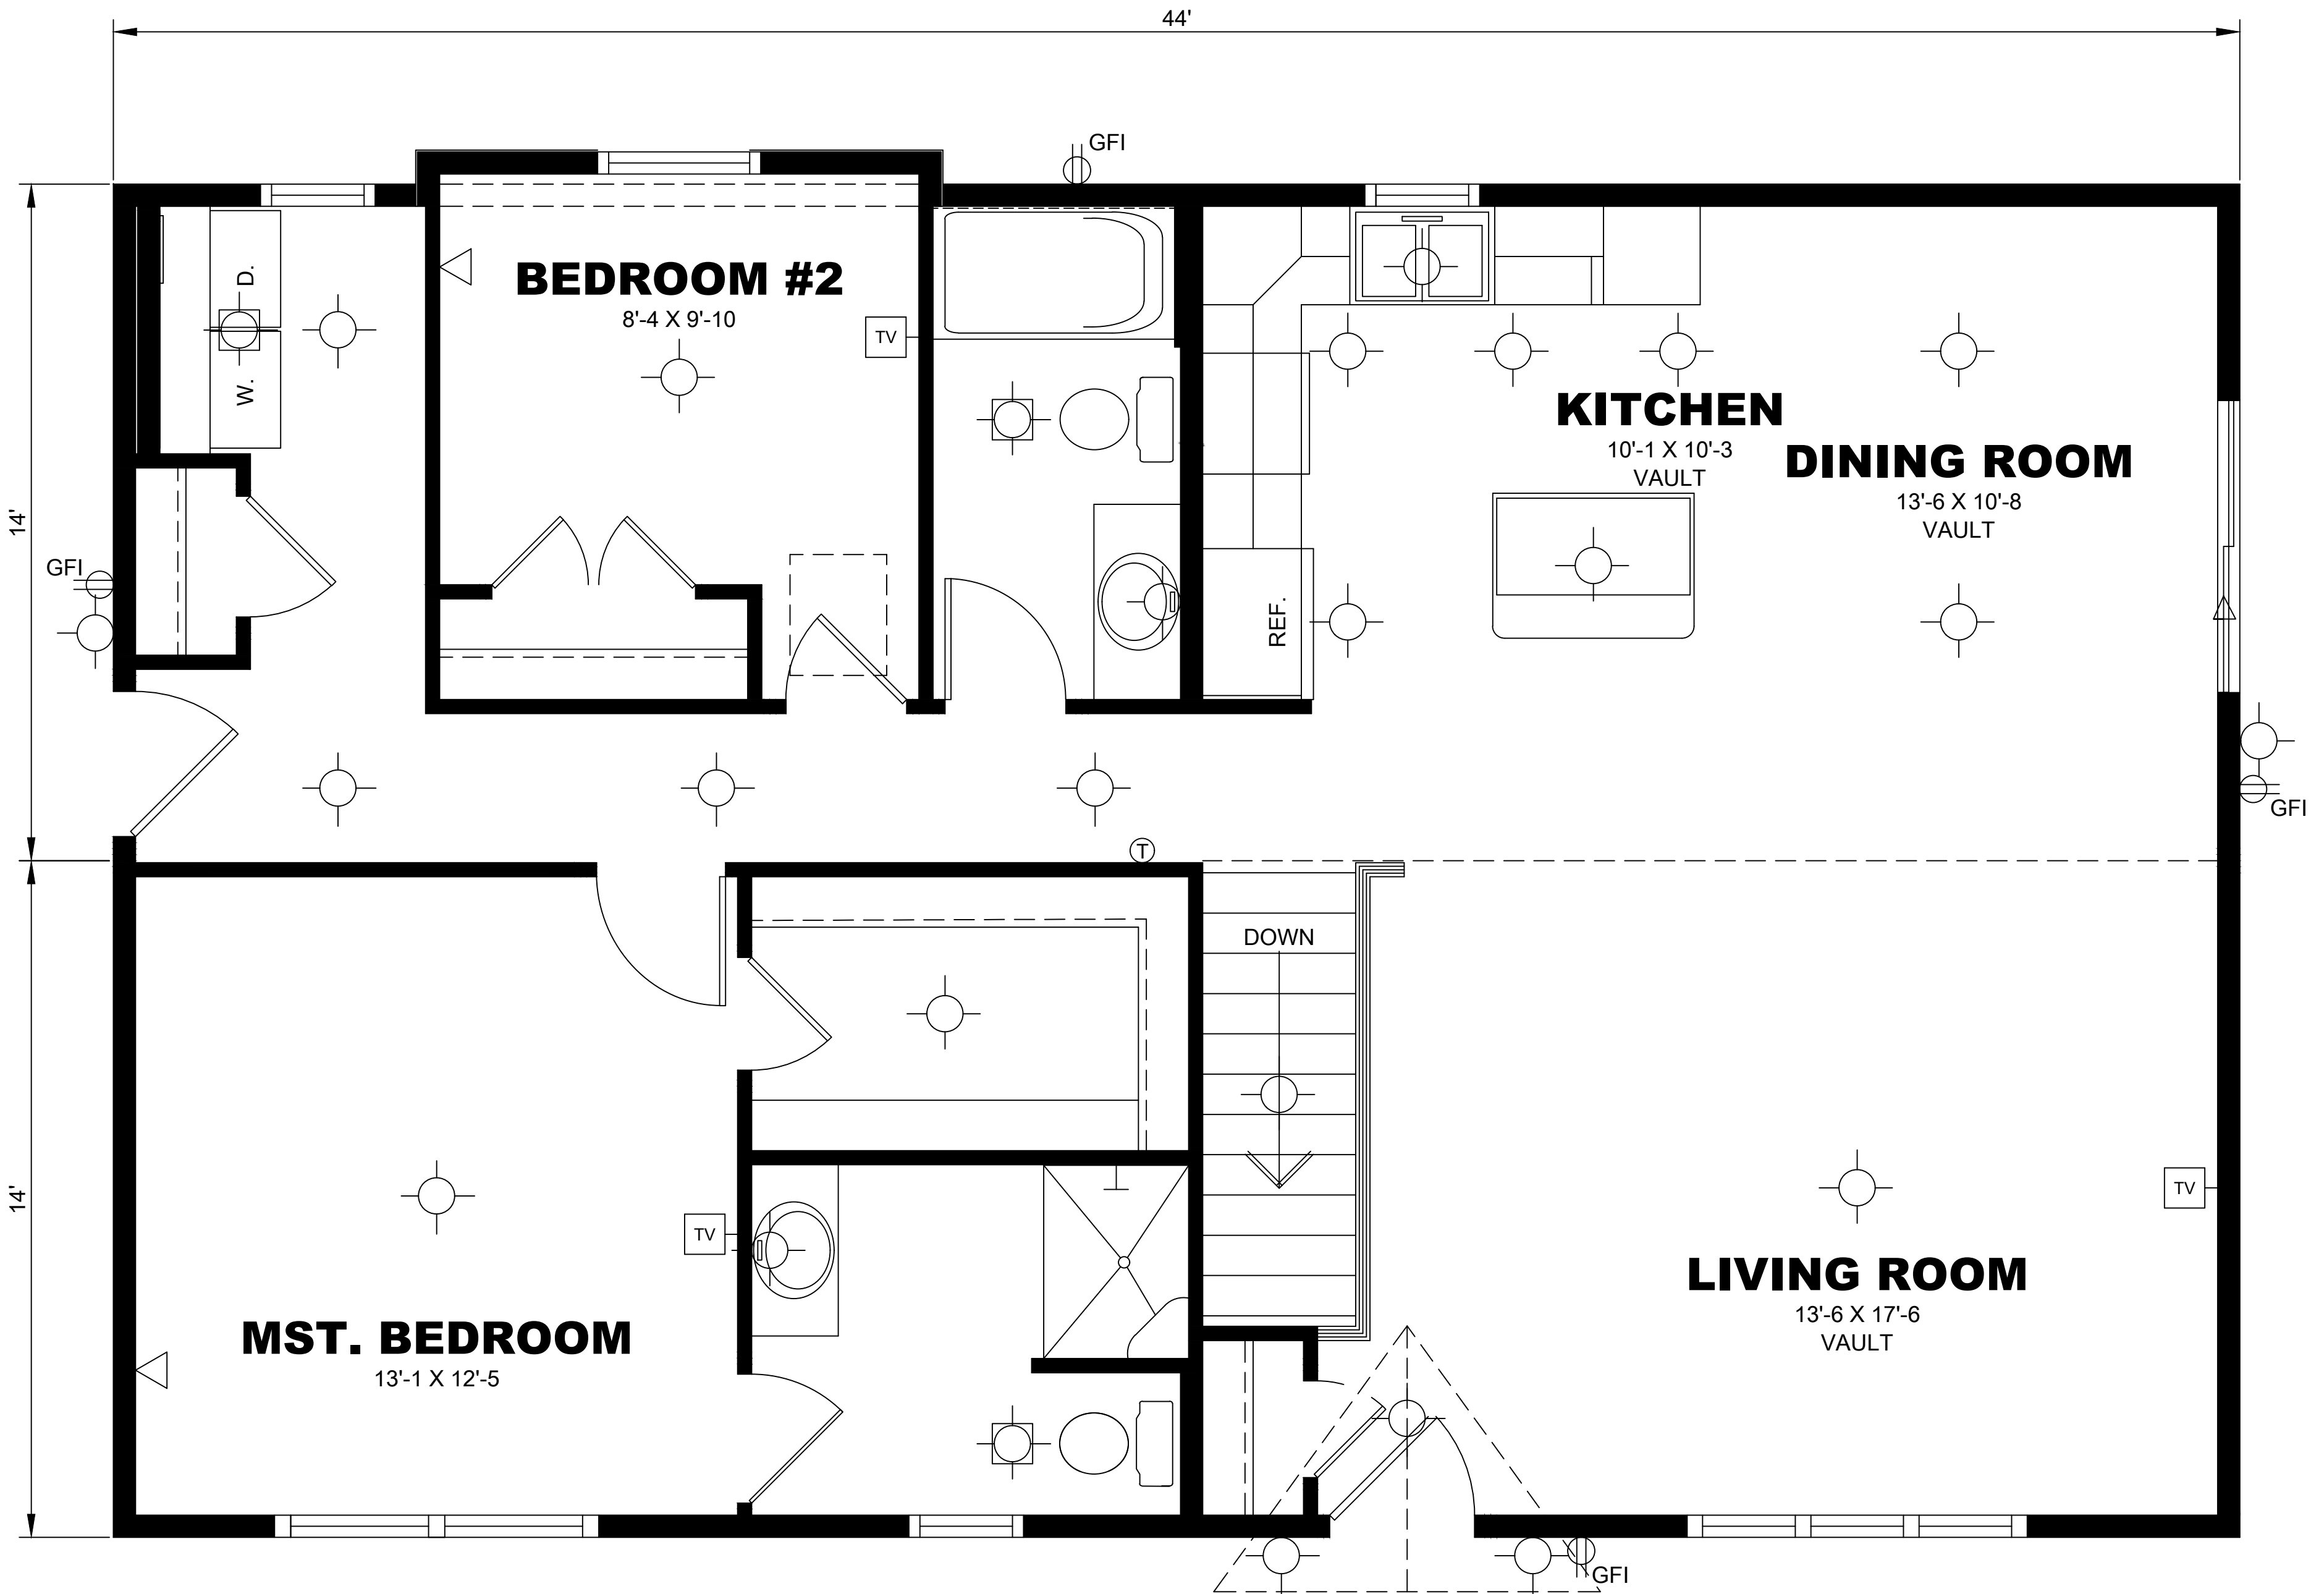 44'
GFI
BEDROOM #2
8'-4 X 9'-10
D.
W.
TV
KITCHEN
10'-1 X 10'-3
VAULT
DINING ROOM
13'-6 X 10'-8
VAULT
14'
GFI
REF.
GFI
T
DOWN
14'
TV
TV
LIVING ROOM
13'-6 X 17'-6
VAULT
MST. BEDROOM
13'-1 X 12'-5
GFI